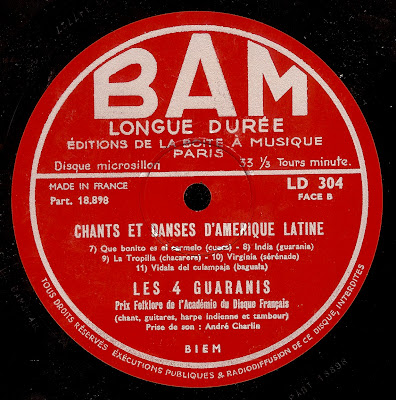 BAM
LONGUE DURÉE
ÉDITIONS DE LA BOITE À MUSIQUE
PARIS
Disque microsillon 33 ⅓ Tours minute.
MADE IN FRANCE
Part. 18.898
LD 304
FACE B
CHANTS ET DANSES D'AMERIQUE LATINE
7) Que bonito es el carmelo (cueca) - 8) India (guarania)
9) La Tropilla (chacarera) - 10) Virginia (sérénade)
11) Vidala del culampaja (baguala)
LES 4 GUARANIS
Prix Folklore de l'Académie du Disque Français
(chant, guitares, harpe indienne et tambour)
Prise de son : André Charlin
BIEM
TOUS DROITS RÉSERVÉS EXÉCUTIONS PUBLIQUES & RADIODIFFUSION DE CE DISQUE, INTERDITES
PART 18898